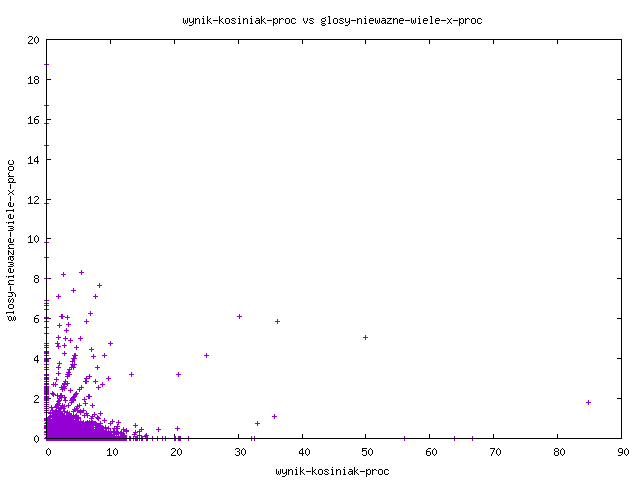 wynik-kosiniak-proc vs glosy-niewazne-wiele-x-proc
20
18
16
14
12
10
8
6
4
2
0
glosy-niewazne-wiele-x-proc
0 10 20 30 40 50 60 70 80 90
wynik-kosiniak-proc